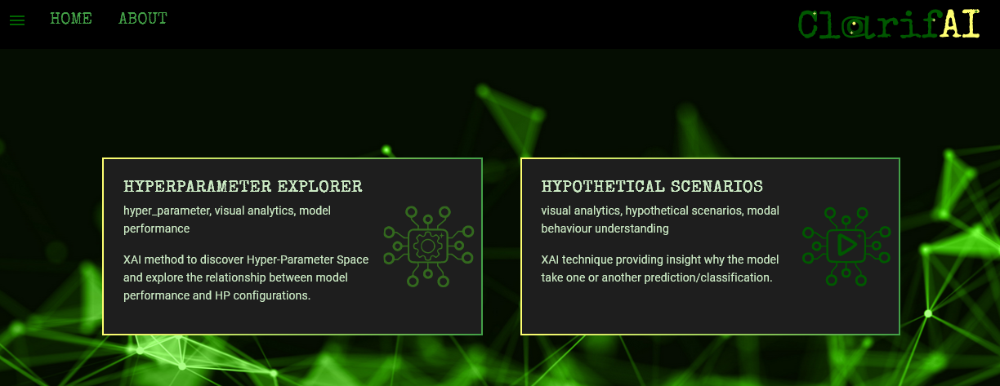 HOME ABOUT ClarifAI
HYPERPARAMETER EXPLORER
hyper_parameter, visual analytics, model
performance
XAI method to discover Hyper-Parameter Space
and explore the relationship between model
performance and HP configurations.
HYPOTHETICAL SCENARIOS
visual analytics, hypothetical scenarios, modal
behaviour understanding
XAI technique providing insight why the model
take one or another prediction/classification.